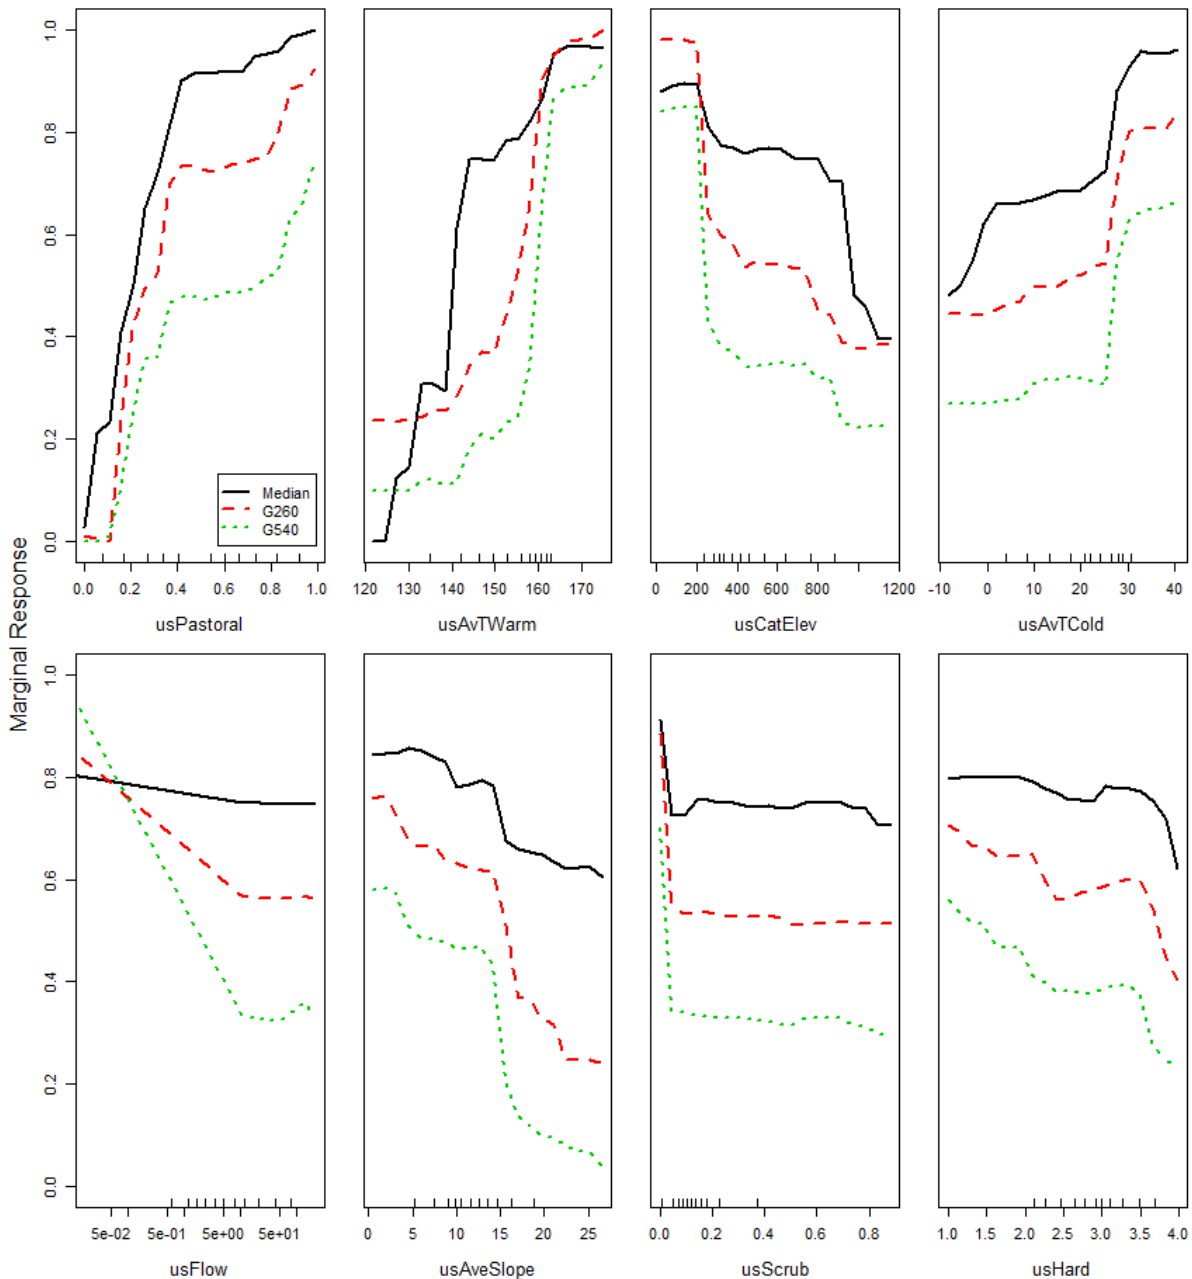 Marginal Response
0.0 0.2 0.4 0.6 0.8 1.0
Median
G260
G540
0.0 0.2 0.4 0.6 0.8 1.0
usPastoral
120 130 140 150 160 170
usAvTWarm
0 200 400 600 800 1200
usCatElev
-10 0 10 20 30 40
usAvTCold
0.0 0.2 0.4 0.6 0.8 1.0
5e-02 5e-01 5e+00 5e+01
usFlow
0 5 10 15 20 25
usAveSlope
0.0 0.2 0.4 0.6 0.8
usScrub
1.0 1.5 2.0 2.5 3.0 3.5 4.0
usHard